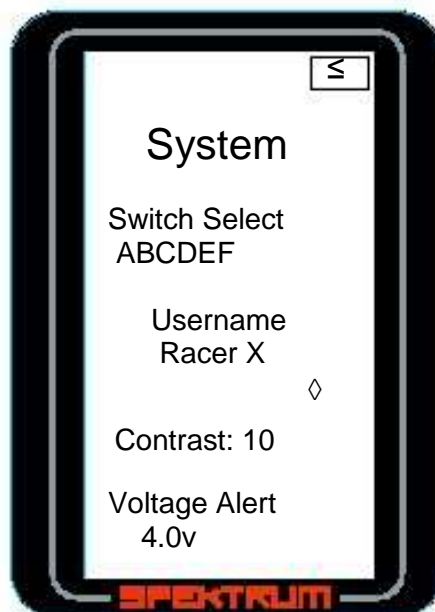 ≤
System
Switch Select
ABCDEF
Username
Racer X
◊
Contrast: 10
Voltage Alert
4.0v
SPEKTRUM